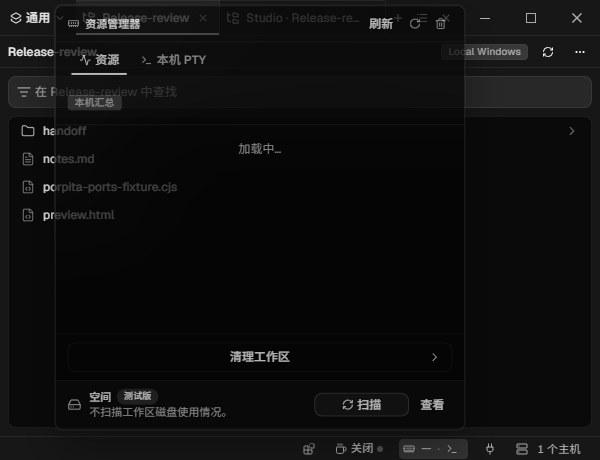 通用
Release-review
Studio · Release-re...
资源管理器
刷新
Release-review
Local Windows
资源
本机 PTY
在 Release-review 中查找
本机汇总
handoff
加载中...
notes.md
porpita-ports-fixture.cjs
preview.html
清理工作区
空间 测试版
不扫描工作区磁盘使用情况。
扫描
查看
关闭
1 个主机